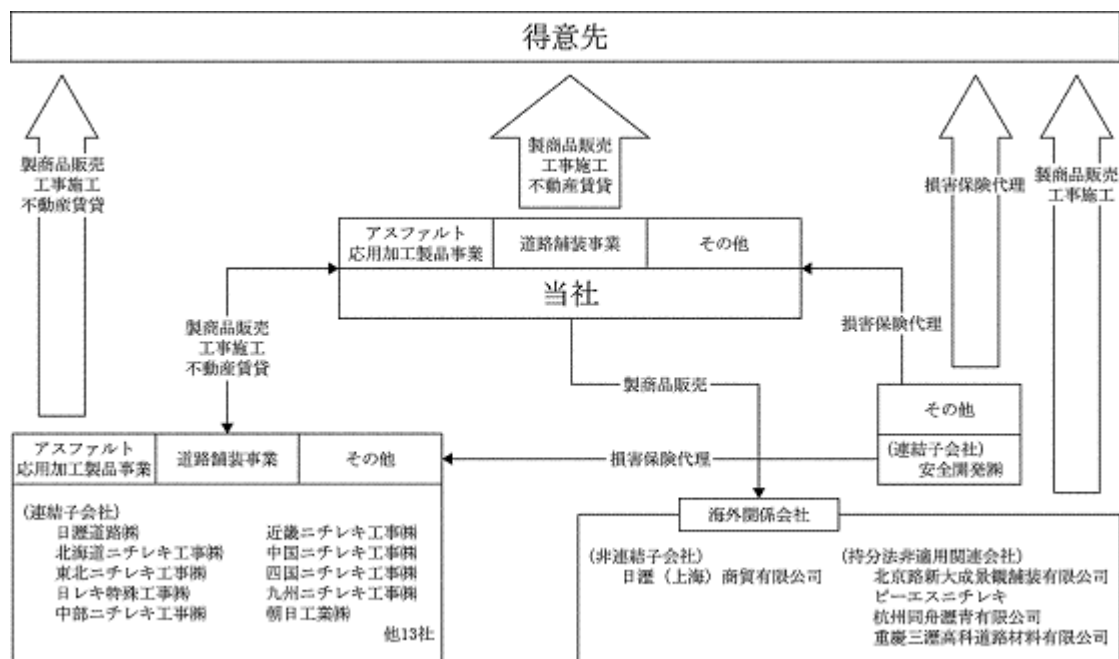 得意先
製商品販売
工事施工
不動産賃貸
製商品販売
工事施工
不動産賃貸
損害保険代理
製商品販売
工事施工
アスファルト
応用加工製品事業
道路舗装事業
その他
当社
製商品販売
工事施工
不動産賃貸
損害保険代理
製商品販売
その他
(連結子会社)
安全開発㈱
損害保険代理
アスファルト
応用加工製品事業
道路舗装事業
その他
(連結子会社)
日瀝道路㈱
北海道ニチレキ工事㈱
東北ニチレキ工事㈱
日レキ特殊工事㈱
中部ニチレキ工事㈱
近畿ニチレキ工事㈱
中国ニチレキ工事㈱
四国ニチレキ工事㈱
九州ニチレキ工事㈱
朝日工業㈱
他13社
海外関係会社
(非連結子会社)
日瀝（上海）商貿有限公司
(持分法非適用関連会社)
北京路新大成景観舗装有限公司
ピーエスニチレキ
杭州同舟瀝青有限公司
重慶三瀝高科道路材料有限公司